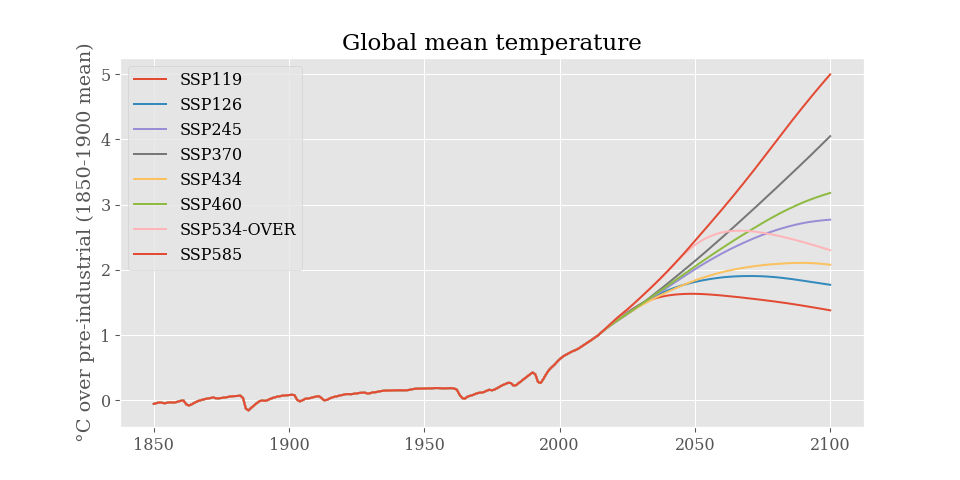 Global mean temperature
°C over pre-industrial (1850-1900 mean)
5
4
3
2
1
0
SSP119
SSP126
SSP245
SSP370
SSP434
SSP460
SSP534-OVER
SSP585
1850
1900
1950
2000
2050
2100